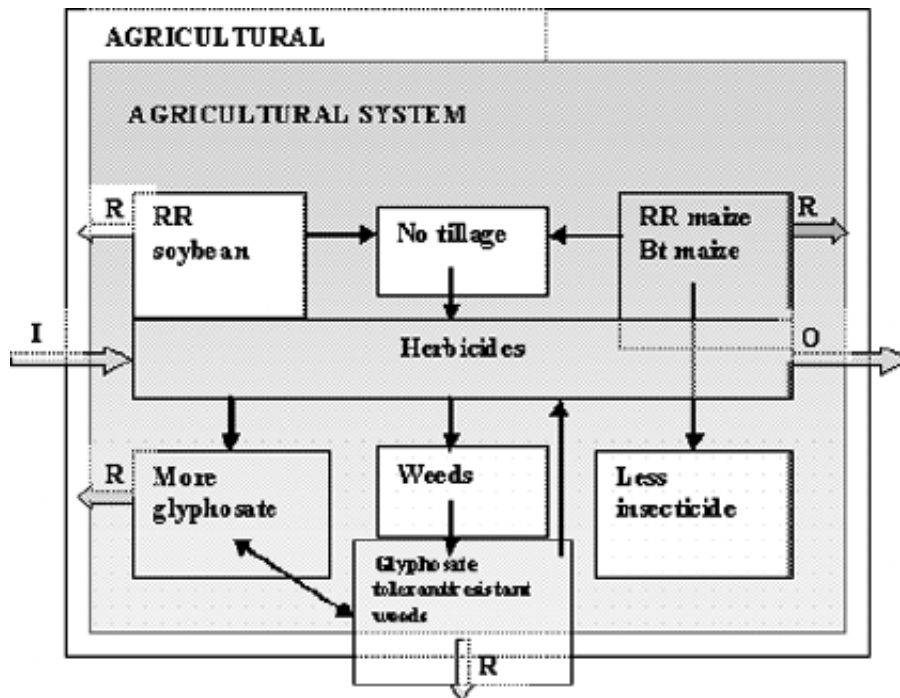 AGRICULTURAL
AGRICULTURAL SYSTEM
R
RR
soybean
No tillage
RR maize
Bt maize
R
I
Herbicides
O
R
More
glyphosate
Weeds
Less
insecticide
Glyphosate
tolerant/resistant
weeds
R